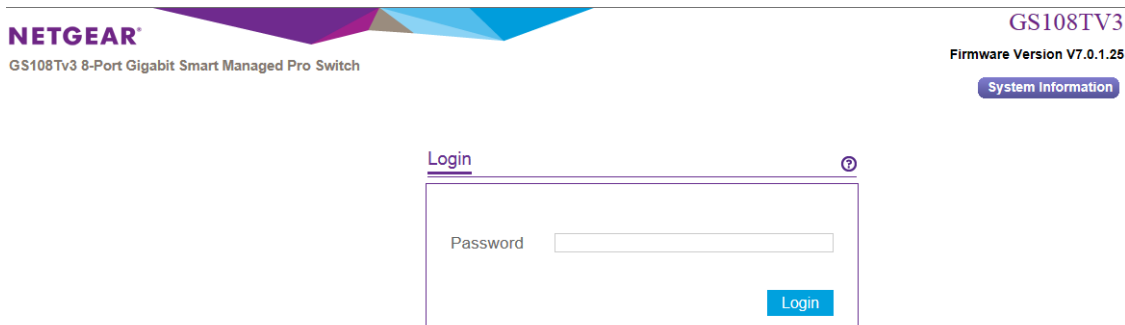 NETGEAR®
GS108Tv3 8-Port Gigabit Smart Managed Pro Switch
GS108TV3
Firmware Version V7.0.1.25
System Information
Login
?
Password
Login